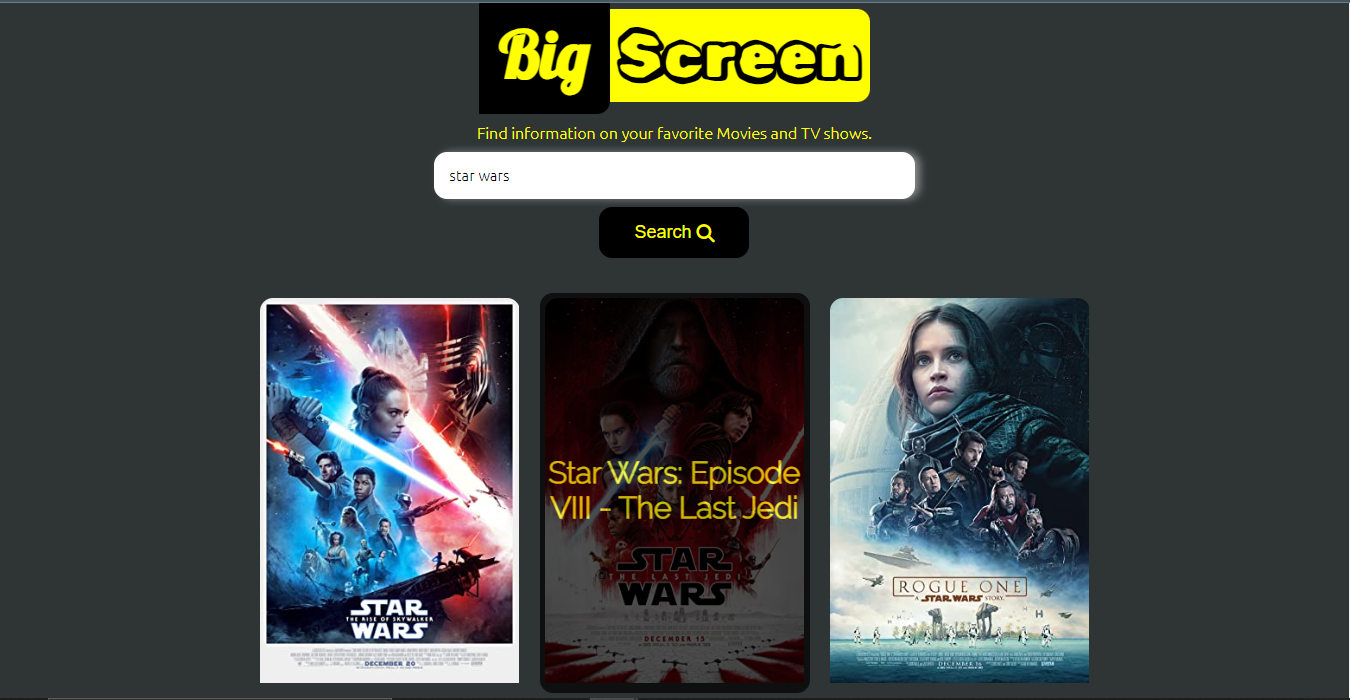 Big Screen
Find information on your favorite Movies and TV shows.
star wars
Search
STAR
THE RISE OF SKYWALKER
WARS
DECEMBER 20
Star Wars: Episode
VIII - The Last Jedi
STAR
THE LAST JEDI
WARS
DECEMBER 15
ROGUE ONE
A STAR WARS STORY
DECEMBER 16